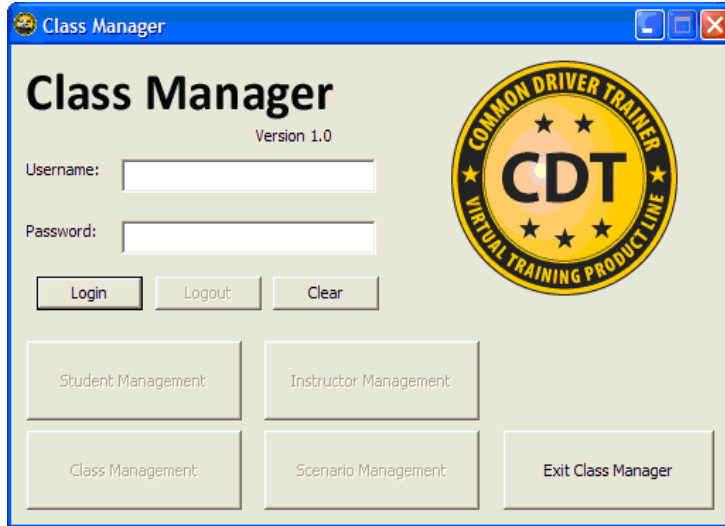 Class Manager
Class Manager
Version 1.0
COMMON DRIVER TRAINER
CDT
VIRTUAL TRAINING PRODUCT LINE
Username:
Password:
Login Logout Clear
Student Management Instructor Management
Class Management Scenario Management Exit Class Manager